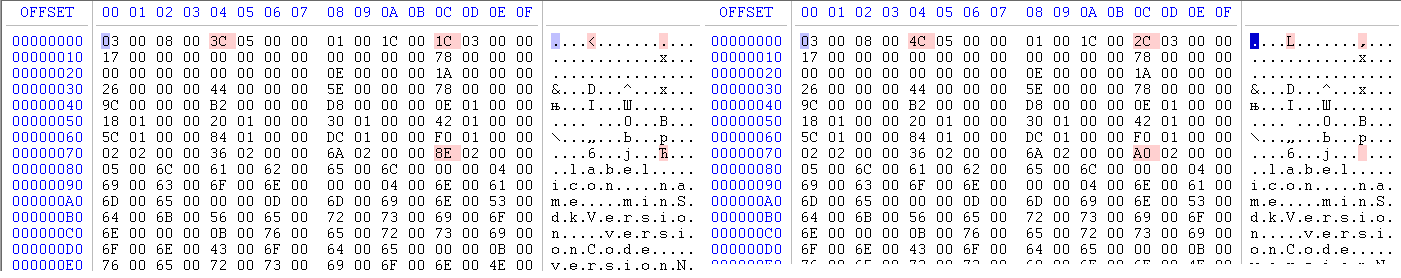 OFFSET 00 01 02 03 04 05 06 07 08 09 0A 0B 0C 0D 0E 0F OFFSET 00 01 02 03 04 05 06 07 08 09 0A 0B 0C 0D 0E 0F
00000000 03 00 08 00 3C 05 00 00 01 00 1C 00 1C 03 00 00 ....<........... 00000000 03 00 08 00 4C 05 00 00 01 00 1C 00 2C 03 00 00 ....L.......,...
00000010 17 00 00 00 00 00 00 00 00 00 00 00 78 00 00 00 ............x... 00000010 17 00 00 00 00 00 00 00 00 00 00 00 78 00 00 00 ............x...
00000020 00 00 00 00 00 00 00 00 0E 00 00 00 1A 00 00 00 ................ 00000020 00 00 00 00 00 00 00 00 0E 00 00 00 1A 00 00 00 ................
00000030 26 00 00 00 44 00 00 00 5E 00 00 00 78 00 00 00 &...D...^...x... 00000030 26 00 00 00 44 00 00 00 5E 00 00 00 78 00 00 00 &...D...^...x...
00000040 9C 00 00 00 B2 00 00 00 D8 00 00 00 0E 01 00 00 њ...І...Ш....... 00000040 9C 00 00 00 B2 00 00 00 D8 00 00 00 0E 01 00 00 њ...І...Ш.......
00000050 18 01 00 00 20 01 00 00 30 01 00 00 42 01 00 00 .... ...0...B... 00000050 18 01 00 00 20 01 00 00 30 01 00 00 42 01 00 00 .... ...0...B...
00000060 5C 01 00 00 84 01 00 00 DC 01 00 00 F0 01 00 00 \...„...Ь...р... 00000060 5C 01 00 00 84 01 00 00 DC 01 00 00 F0 01 00 00 \...„...Ь...р...
00000070 02 02 00 00 36 02 00 00 6A 02 00 00 8E 02 00 00 ....6...j...Ћ... 00000070 02 02 00 00 36 02 00 00 6A 02 00 00 A0 02 00 00 ....6...j... ...
00000080 05 00 6C 00 61 00 62 00 65 00 6C 00 00 00 04 00 ..l.a.b.e.l..... 00000080 05 00 6C 00 61 00 62 00 65 00 6C 00 00 00 04 00 ..l.a.b.e.l.....
00000090 69 00 63 00 6F 00 6E 00 00 00 04 00 6E 00 61 00 i.c.o.n.....n.a. 00000090 69 00 63 00 6F 00 6E 00 00 00 04 00 6E 00 61 00 i.c.o.n.....n.a.
000000A0 6D 00 65 00 00 00 0D 00 6D 00 69 00 6E 00 53 00 m.e.....m.i.n.S. 000000A0 6D 00 65 00 00 00 0D 00 6D 00 69 00 6E 00 53 00 m.e.....m.i.n.S.
000000B0 64 00 6B 00 56 00 65 00 72 00 73 00 69 00 6F 00 d.k.V.e.r.s.i.o. 000000B0 64 00 6B 00 56 00 65 00 72 00 73 00 69 00 6F 00 d.k.V.e.r.s.i.o.
000000C0 6E 00 00 00 0B 00 76 00 65 00 72 00 73 00 69 00 n.....v.e.r.s.i. 000000C0 6E 00 00 00 0B 00 76 00 65 00 72 00 73 00 69 00 n.....v.e.r.s.i.
000000D0 6F 00 6E 00 43 00 6F 00 64 00 65 00 00 00 0B 00 o.n.C.o.d.e..... 000000D0 6F 00 6E 00 43 00 6F 00 64 00 65 00 00 00 0B 00 o.n.C.o.d.e.....
000000E0 76 00 65 00 72 00 73 00 69 00 6F 00 6E 00 4E 00 v.e.r.s.i.o.n.N. 000000E0 76 00 65 00 72 00 73 00 69 00 6F 00 6E 00 4E 00 v.e.r.s.i.o.n.N.